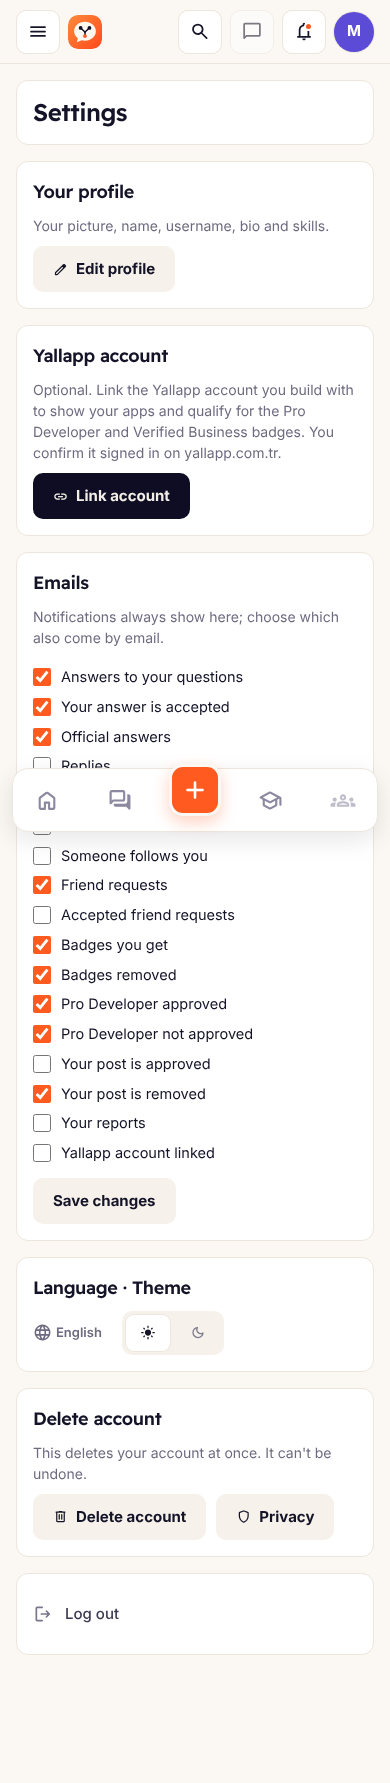 M
Settings
Your profile
Your picture, name, username, bio and skills.
Edit profile
Yallapp account
Optional. Link the Yallapp account you build with
to show your apps and qualify for the Pro
Developer and Verified Business badges. You
confirm it signed in on yallapp.com.tr.
Link account
Emails
Notifications always show here; choose which
also come by email.
Answers to your questions
Your answer is accepted
Official answers
Replies
Someone follows you
Friend requests
Accepted friend requests
Badges you get
Badges removed
Pro Developer approved
Pro Developer not approved
Your post is approved
Your post is removed
Your reports
Yallapp account linked
Save changes
Language · Theme
English
Delete account
This deletes your account at once. It can't be
undone.
Delete account
Privacy
Log out